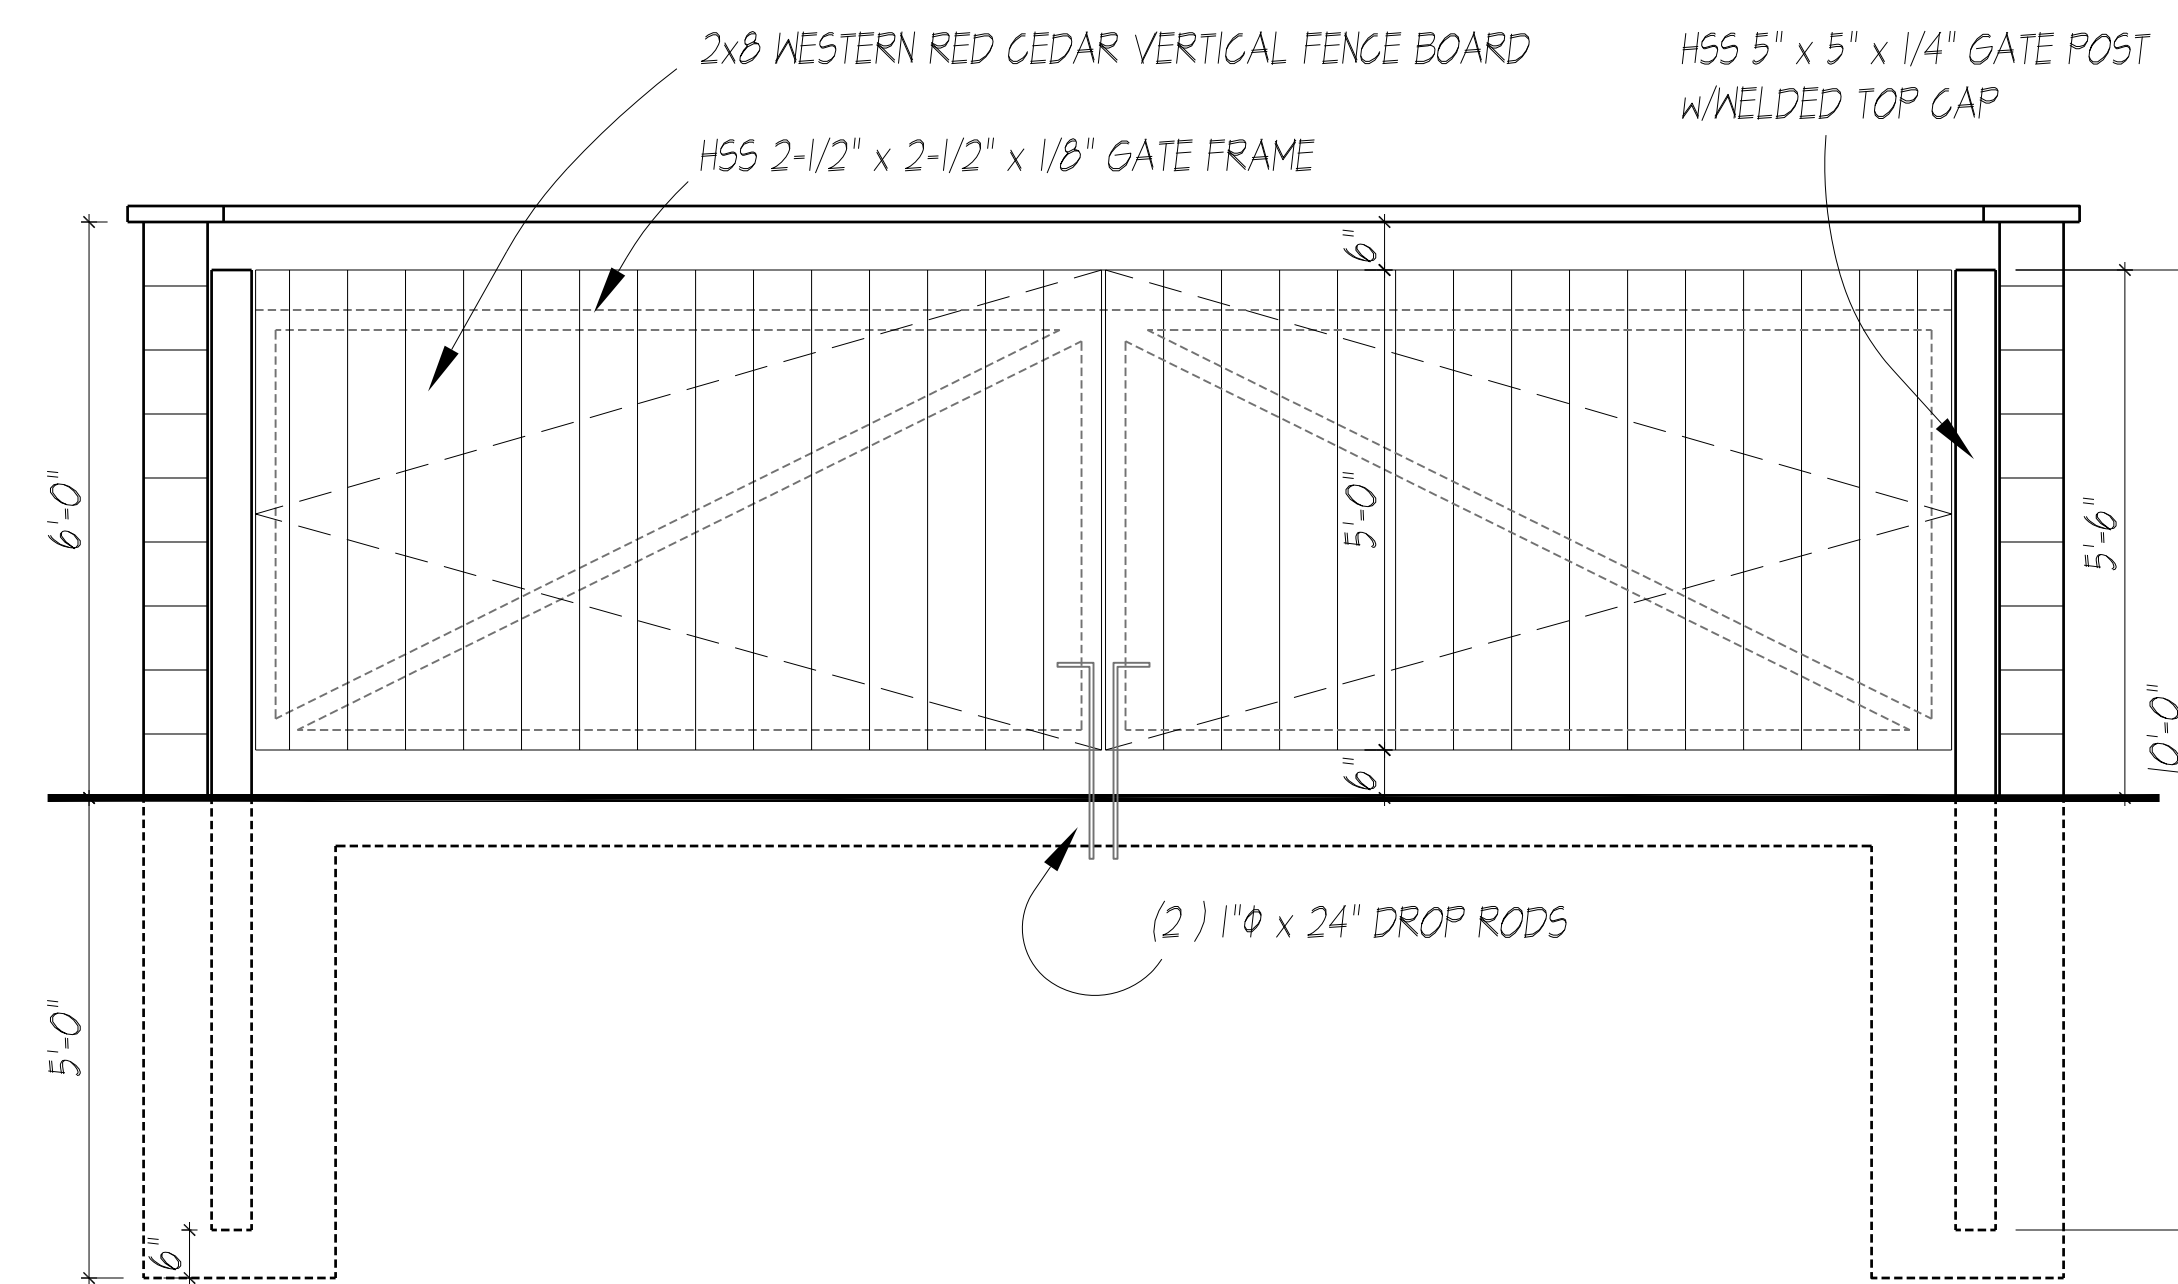 2x8 WESTERN RED CEDAR VERTICAL FENCE BOARD
HSS 5" x 5" x 1/4" GATE POST
w/WELDED TOP CAP
HSS 2-1/2" x 2-1/2" x 1/8" GATE FRAME
6"
6'-0"
5'-0"
5'-6"
10'-0"
6"
(2 ) 1"Φ x 24" DROP RODS
5'-0"
6"